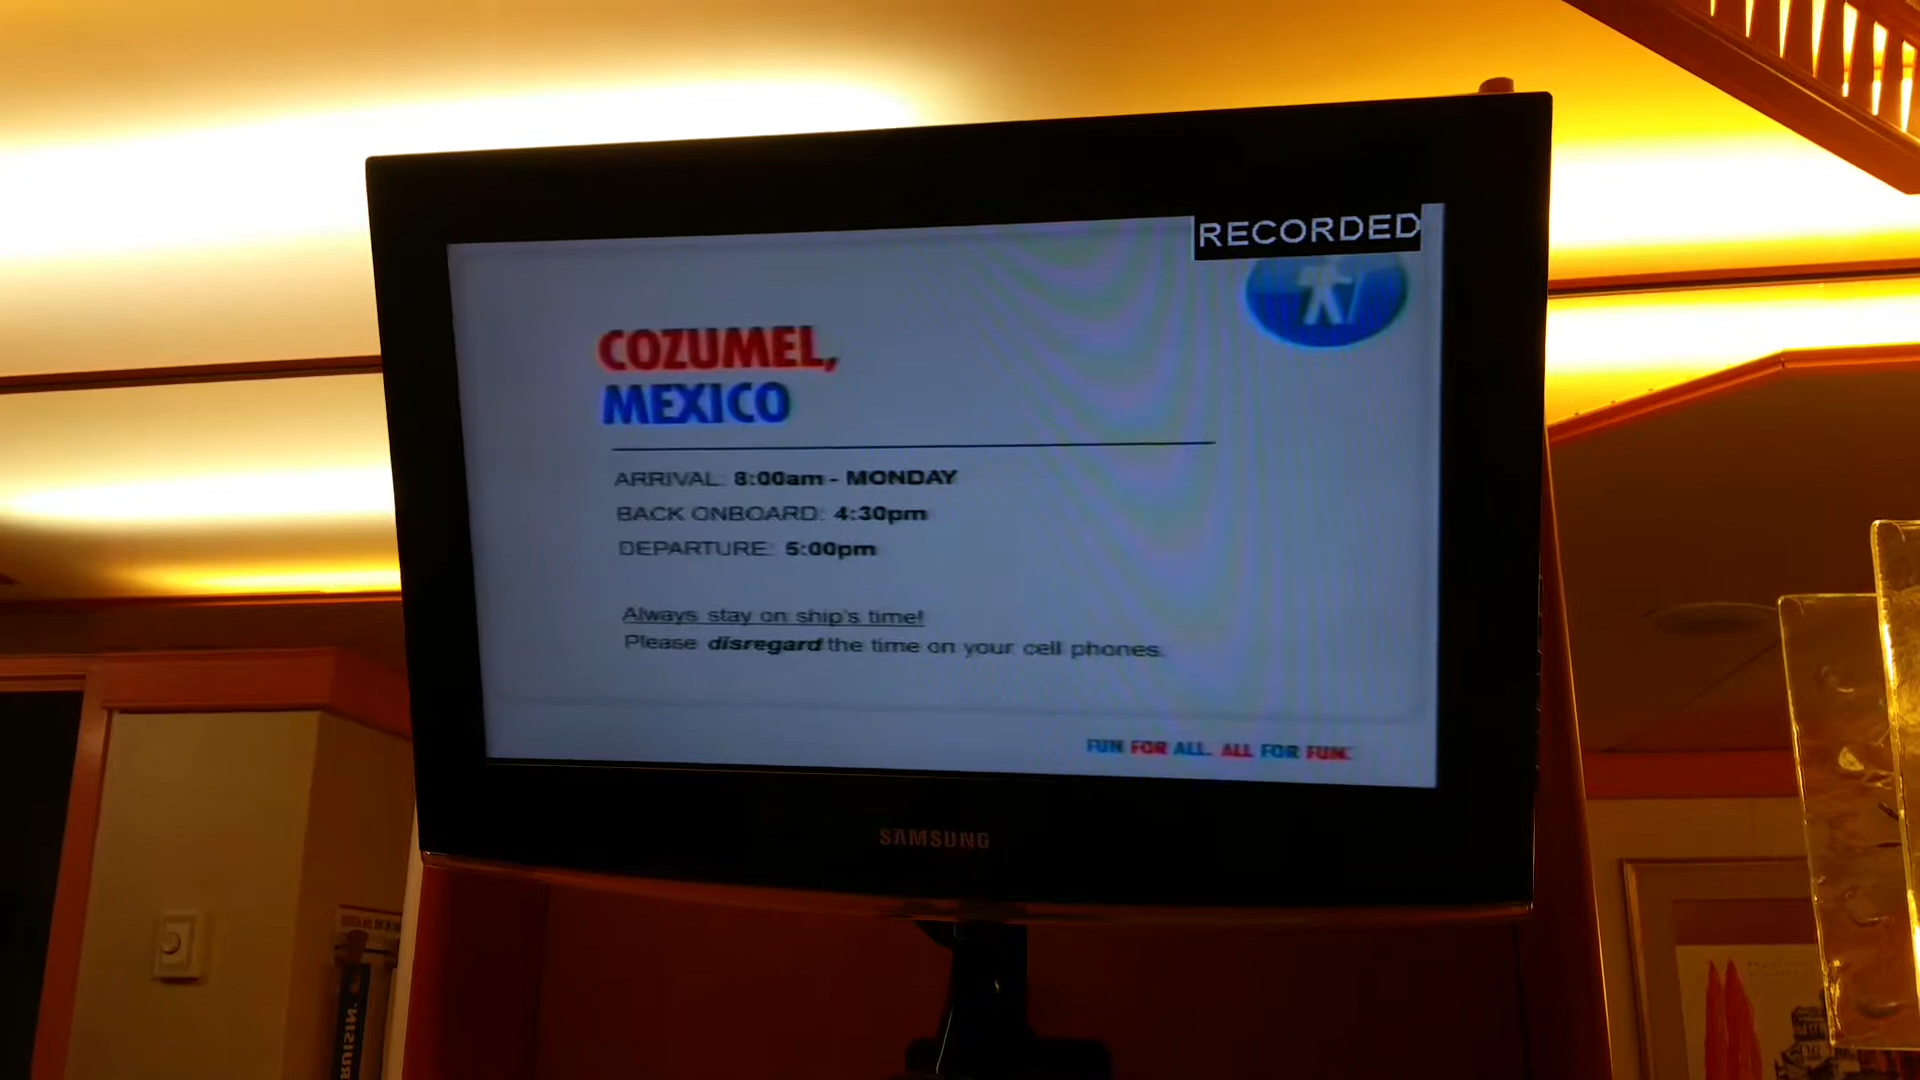 RECORDED
COZUMEL,
MEXICO
ARRIVAL: 8:00am - MONDAY
BACK ONBOARD: 4:30pm
DEPARTURE: 5:00pm
Always stay on ship's time!
Please disregard the time on your cell phones.
FUN FOR ALL. ALL FOR FUN.
SAMSUNG